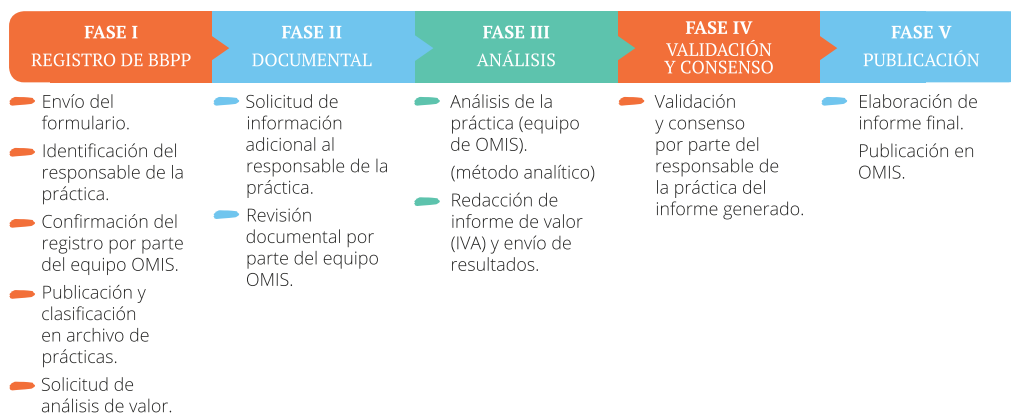 FASE I
REGISTRO DE BBPP
Envío del
formulario.
Identificación del
responsable de la
práctica.
Confirmación del
registro por parte
del equipo OMIS.
Publicación y
clasificación
en archivo de
prácticas.
Solicitud de
análisis de valor.
FASE II
DOCUMENTAL
Solicitud de
información
adicional al
responsable de la
práctica.
Revisión
documental por
parte del equipo
OMIS.
FASE III
ANÁLISIS
Análisis de la
práctica (equipo
de OMIS).
(método analítico)
Redacción de
informe de valor
(IVA) y envío de
resultados.
FASE IV
VALIDACIÓN
Y CONSENSO
Validación
y consenso
por parte del
responsable de
la práctica del
informe generado.
FASE V
PUBLICACIÓN
Elaboración de
informe final.
Publicación en
OMIS.